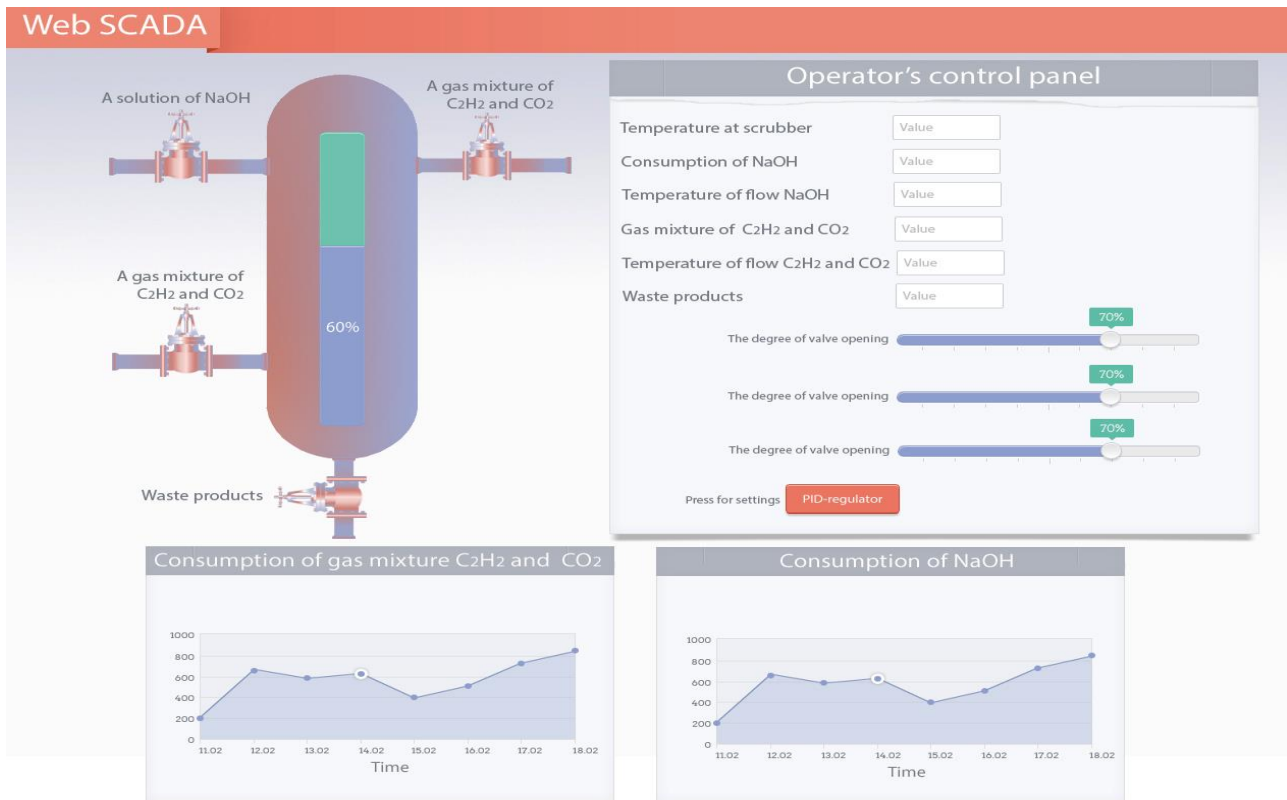 Web SCADA
A solution of NaOH
A gas mixture of
C2H2 and CO2
A gas mixture of
C2H2 and CO2
60%
Waste products
Operator's control panel
Temperature at scrubber Value
Consumption of NaOH Value
Temperature of flow NaOH Value
Gas mixture of C2H2 and CO2 Value
Temperature of flow C2H2 and CO2 Value
Waste products Value
70%
The degree of valve opening
70%
The degree of valve opening
70%
The degree of valve opening
Press for settings PID-regulator
Consumption of gas mixture C2H2 and CO2
1000
800
600
400
200
0
11.02 12.02 13.02 14.02 15.02 16.02 17.02 18.02
Time
Consumption of NaOH
1000
800
600
400
200
0
11.02 12.02 13.02 14.02 15.02 16.02 17.02 18.02
Time